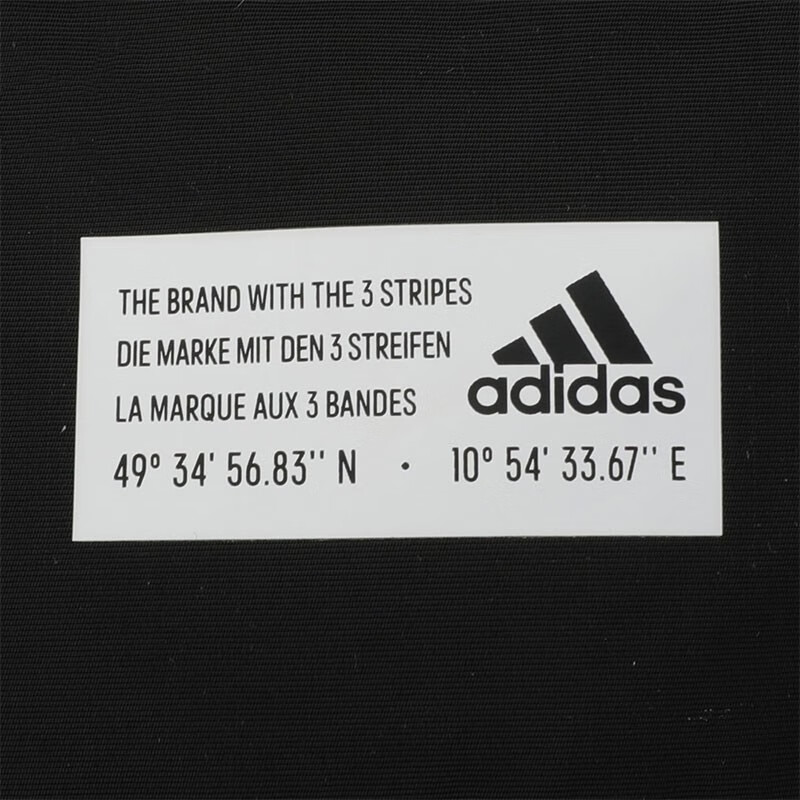 THE BRAND WITH THE 3 STRIPES
DIE MARKE MIT DEN 3 STREIFEN
LA MARQUE AUX 3 BANDES
adidas
49° 34' 56.83'' N • 10° 54' 33.67'' E